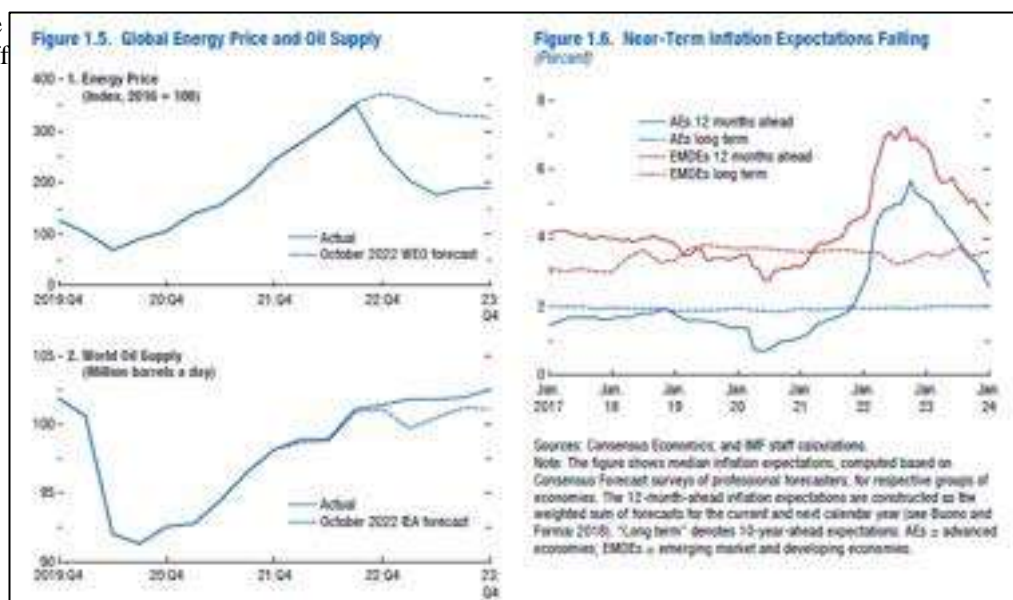 e
ff
Figure 1.5. Global Energy Price and Oil Supply
400 - 1. Energy Price
(Index, 2016 = 100)
300
200
100
0
Actual
October 2022 WEO forecast
2019:Q4 20:Q4 21:Q4 22:Q4 23:
Q4
105 - 2. World Oil Supply
(Million barrels a day)
100
95
90
Actual
October 2022 IEA forecast
2019:Q4 20:Q4 21:Q4 22:Q4 23:
Q4
Figure 1.6. Near-Term Inflation Expectations Falling
(Percent)
8
6
4
2
0
AEs 12 months ahead
AEs long term
EMDEs 12 months ahead
EMDEs long term
Jan. Jan. Jan. Jan. Jan. Jan. Jan. Jan.
2017 18 19 20 21 22 23 24
Sources: Consensus Economics; and IMF staff calculations.
Note: The figure shows median inflation expectations, computed based on
Consensus Forecast surveys of professional forecasters, for respective groups of
economies. The 12-month-ahead inflation expectations are constructed as the
weighted sum of forecasts for the current and next calendar year (see Buono and
Formai 2018). "Long term" denotes 10-year-ahead expectations. AEs = advanced
economies; EMDEs = emerging market and developing economies.